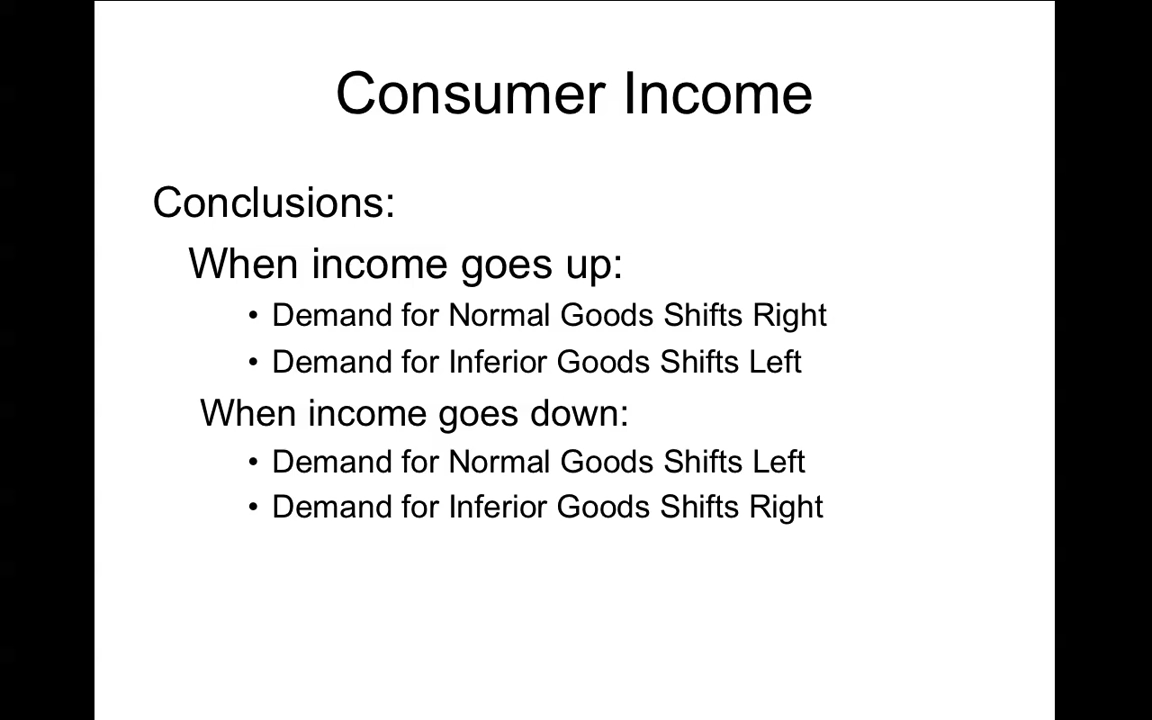 Consumer Income
Conclusions:
When income goes up:
• Demand for Normal Goods Shifts Right
• Demand for Inferior Goods Shifts Left
When income goes down:
• Demand for Normal Goods Shifts Left
• Demand for Inferior Goods Shifts Right